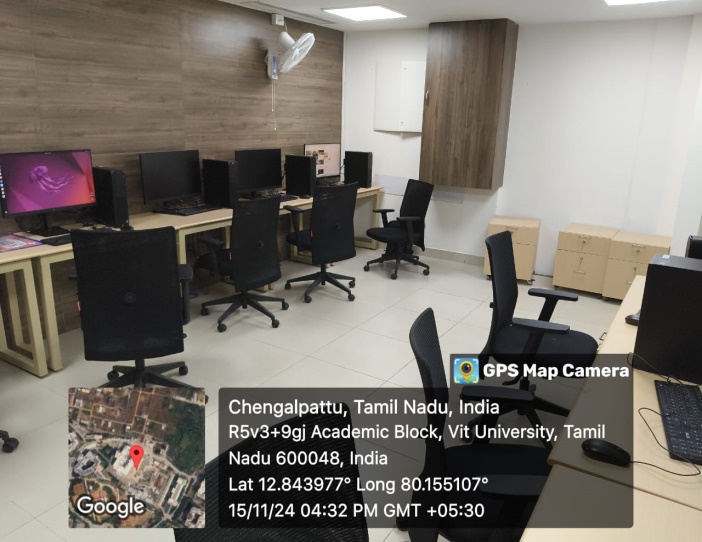 GPS Map Camera
Chengalpattu, Tamil Nadu, India
R5v3+9gj Academic Block, Vit University, Tamil
Nadu 600048, India
Lat 12.843977° Long 80.155107°
15/11/24 04:32 PM GMT +05:30
Google